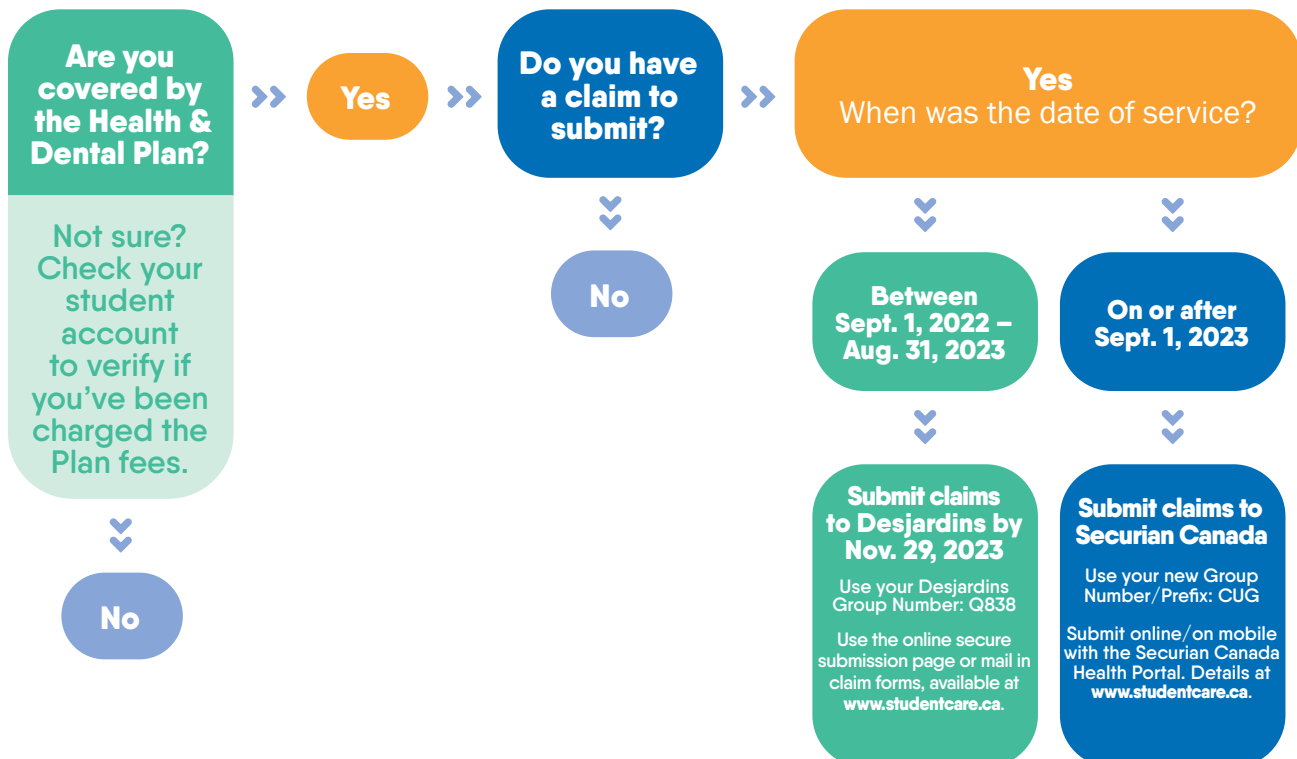 Are you
covered by
the Health &
Dental Plan?
Not sure?
Check your
student
account
to verify if
you’ve been
charged the
Plan fees.
No
Yes
Do you have
a claim to
submit?
No
Yes
When was the date of service?
Between
Sept. 1, 2022 –
Aug. 31, 2023
Submit claims
to Desjardins by
Nov. 29, 2023
Use your Desjardins
Group Number: Q838
Use the online secure
submission page or mail in
claim forms, available at
www.studentcare.ca.
On or after
Sept. 1, 2023
Submit claims to
Securian Canada
Use your new Group
Number/Prefix: CUG
Submit online/on mobile
with the Securian Canada
Health Portal. Details at
www.studentcare.ca.